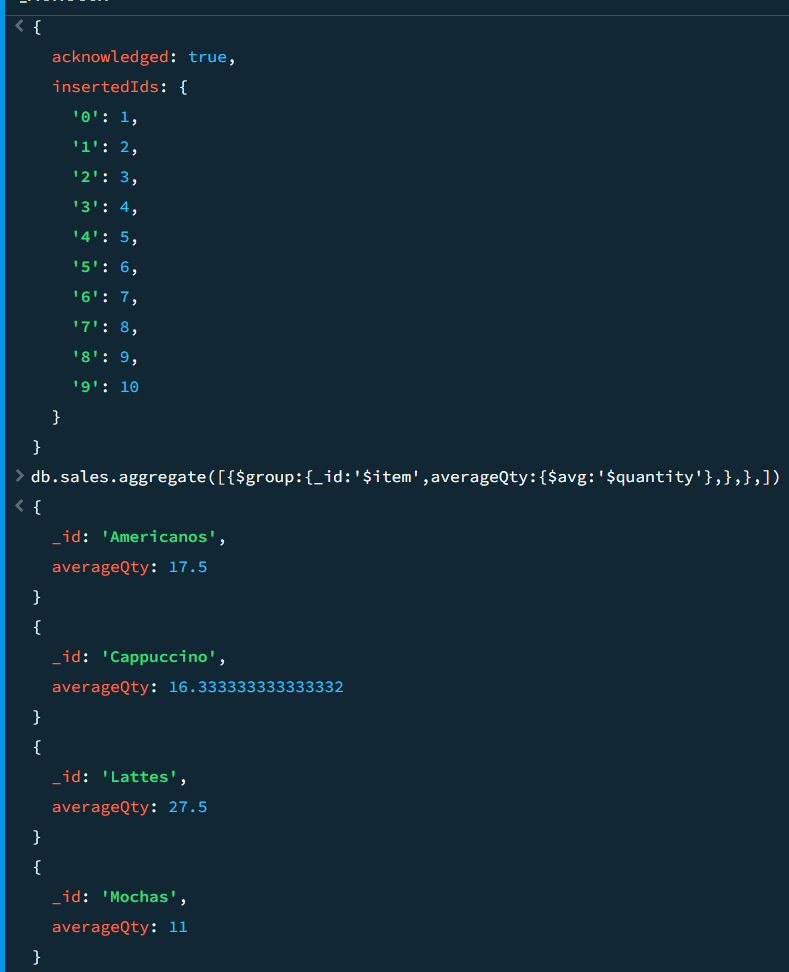 {
acknowledged: true,
insertedIds: {
'0': 1,
'1': 2,
'2': 3,
'3': 4,
'4': 5,
'5': 6,
'6': 7,
'7': 8,
'8': 9,
'9': 10
}
}
db.sales.aggregate([{$group:{_id:'$item',averageQty:{$avg:'$quantity'},},},])
{
_id: 'Americanos',
averageQty: 17.5
}
{
_id: 'Cappuccino',
averageQty: 16.333333333333332
}
{
_id: 'Lattes',
averageQty: 27.5
}
{
_id: 'Mochas',
averageQty: 11
}